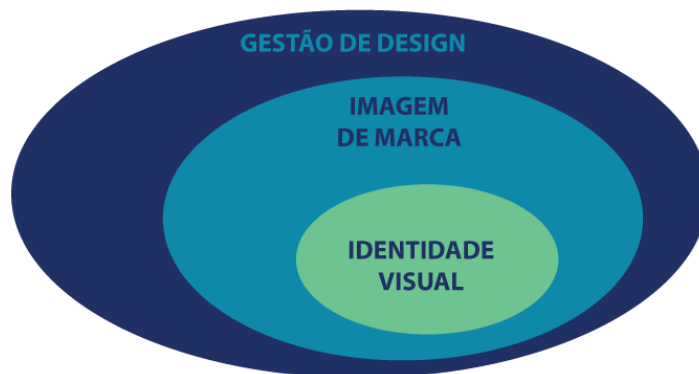 GESTÃO DE DESIGN
IMAGEM
DE MARCA
IDENTIDADE
VISUAL